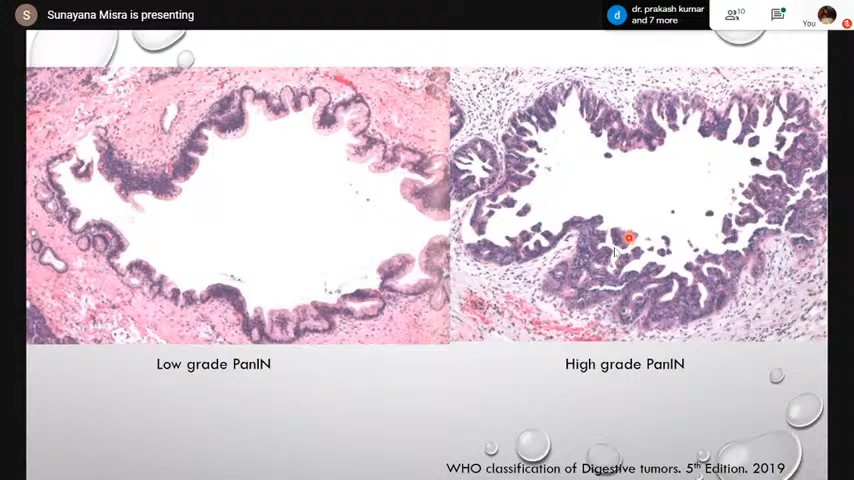 S Sunayana Misra is presenting
d dr. prakash kumar
and 7 more
10
You
Low grade PanIN
High grade PanIN
WHO classification of Digestive tumors. 5th Edition. 2019